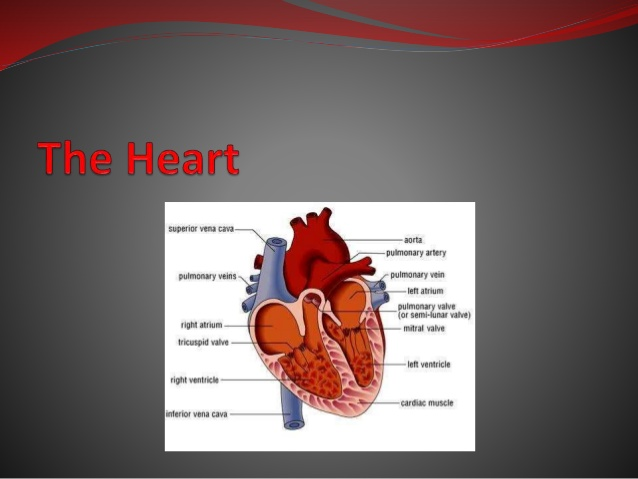 The Heart
superior vena cava
aorta
pulmonary artery
pulmonary veins
pulmonary vein
left atrium
pulmonary valve
(or semi-lunar valve)
right atrium
mitral valve
tricuspid valve
left ventricle
right ventricle
cardiac muscle
inferior vena cava